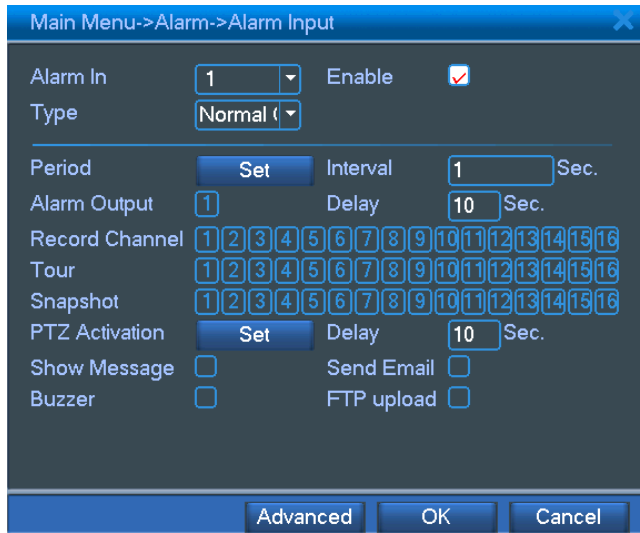 Main Menu->Alarm->Alarm Input
Alarm In 1 Enable
Type Normal (
Period Set Interval 1 Sec.
Alarm Output 1 Delay 10 Sec.
Record Channel 1 2 3 4 5 6 7 8 9 10 11 12 13 14 15 16
Tour 1 2 3 4 5 6 7 8 9 10 11 12 13 14 15 16
Snapshot 1 2 3 4 5 6 7 8 9 10 11 12 13 14 15 16
PTZ Activation Set Delay 10 Sec.
Show Message Send Email
Buzzer FTP upload
Advanced OK Cancel